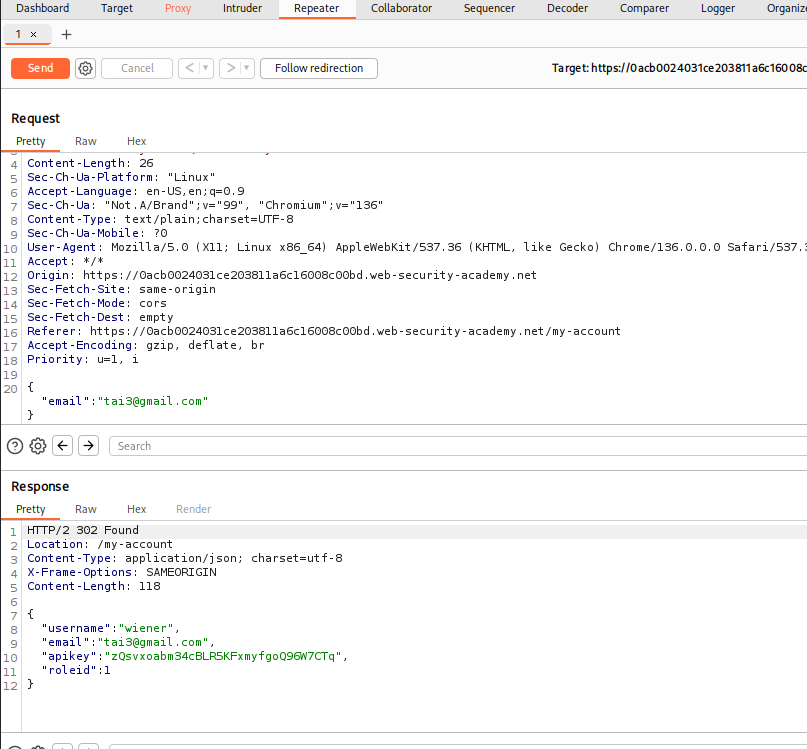 Dashboard Target Proxy Intruder Repeater Collaborator Sequencer Decoder Comparer Logger Organize
1 × +
Send Cancel < > Follow redirection Target: https://0acb0024031ce203811a6c16008c
Request
Pretty Raw Hex
4 Content-Length: 26
5 Sec-Ch-Ua-Platform: "Linux"
6 Accept-Language: en-US,en;q=0.9
7 Sec-Ch-Ua: "Not.A/Brand";v="99", "Chromium";v="136"
8 Content-Type: text/plain;charset=UTF-8
9 Sec-Ch-Ua-Mobile: ?0
10 User-Agent: Mozilla/5.0 (X11; Linux x86_64) AppleWebKit/537.36 (KHTML, like Gecko) Chrome/136.0.0.0 Safari/537.3
11 Accept: */*
12 Origin: https://0acb0024031ce203811a6c16008c00bd.web-security-academy.net
13 Sec-Fetch-Site: same-origin
14 Sec-Fetch-Mode: cors
15 Sec-Fetch-Dest: empty
16 Referer: https://0acb0024031ce203811a6c16008c00bd.web-security-academy.net/my-account
17 Accept-Encoding: gzip, deflate, br
18 Priority: u=1, i
19
20 {
"email":"tai3@gmail.com"
}
Search
Response
Pretty Raw Hex Render
1 HTTP/2 302 Found
2 Location: /my-account
3 Content-Type: application/json; charset=utf-8
4 X-Frame-Options: SAMEORIGIN
5 Content-Length: 118
6
7 {
8 "username":"wiener",
9 "email":"tai3@gmail.com",
10 "apikey":"zQsvxoabm34cBLR5KFxmyfgoQ96W7CTq",
11 "roleid":1
12 }